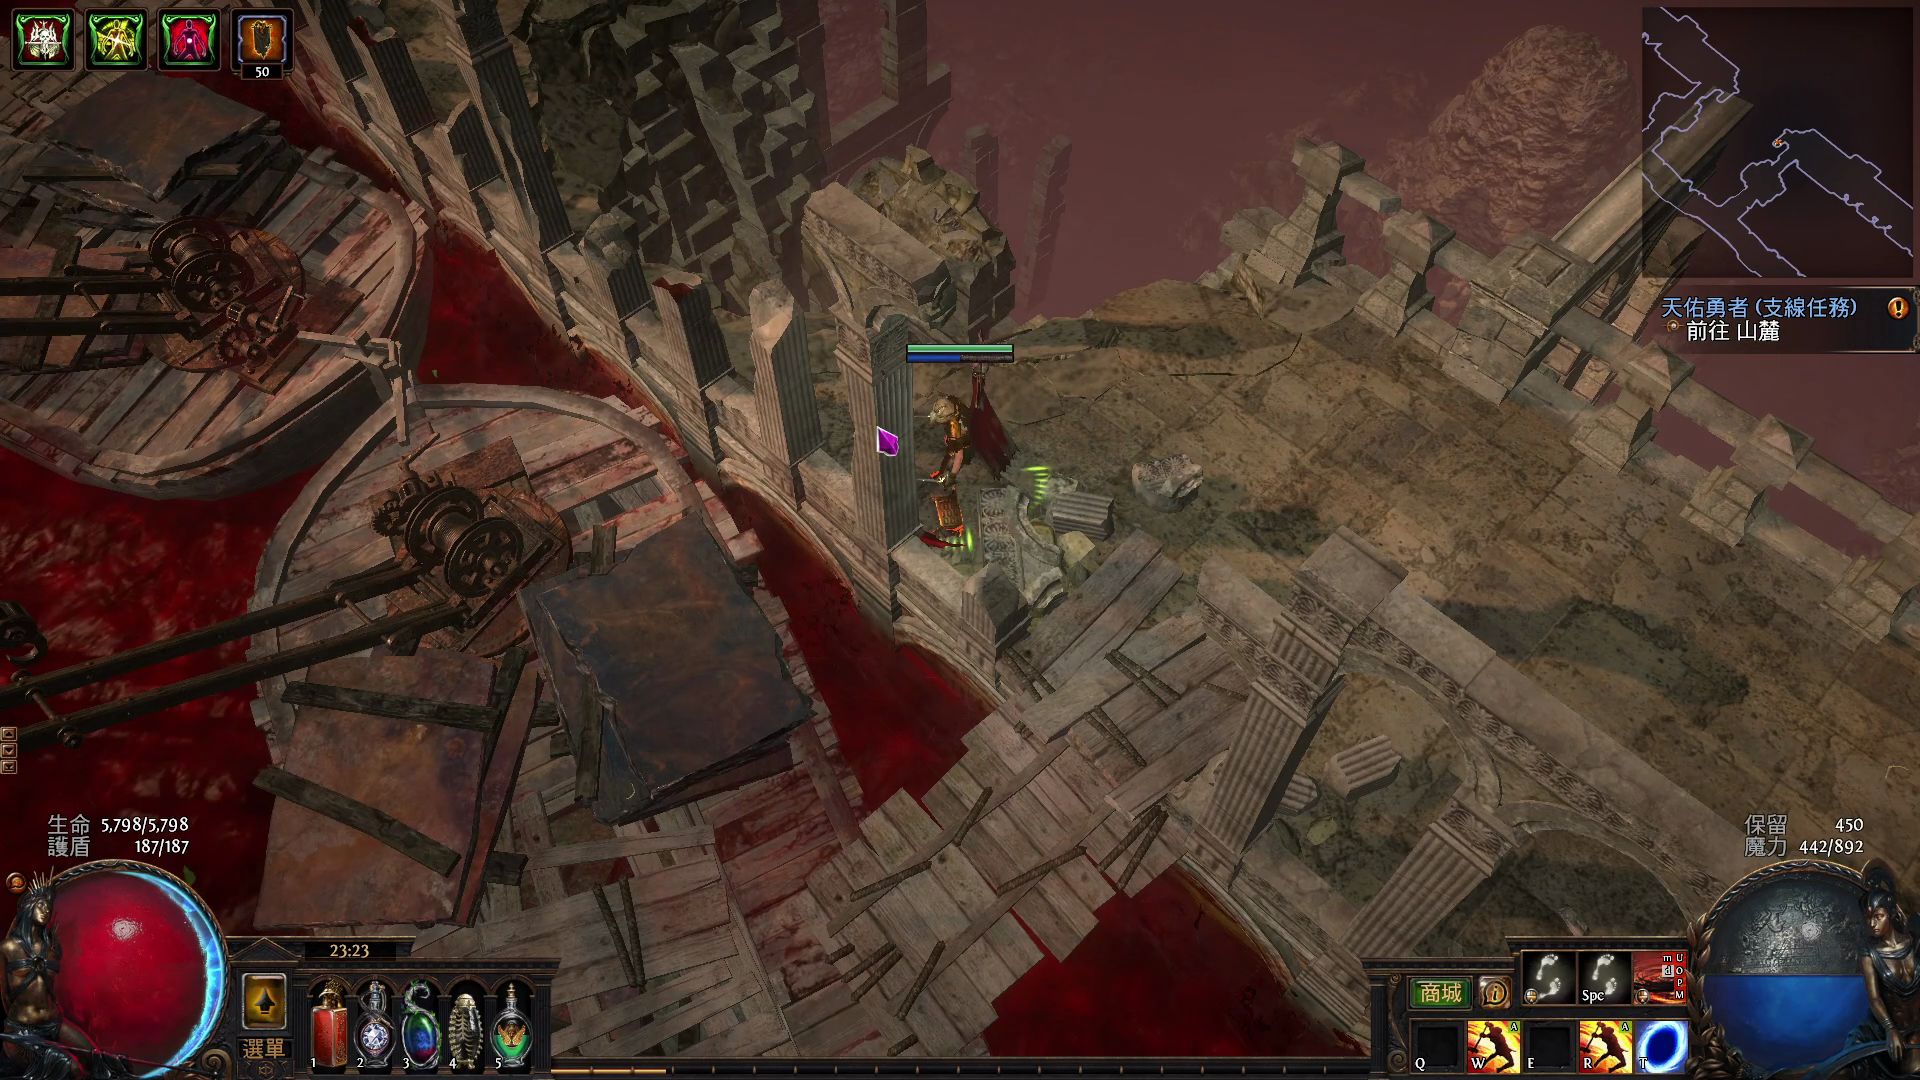 50
天佑勇者 (支線任務)
前往 山麓
生命 5,798/5,798
護盾 187/187
保留 450
魔力 442/892
23:23
選單
1 2 3 4 5
商城
Spc
m U
d O
P
M
Q W A E R A T